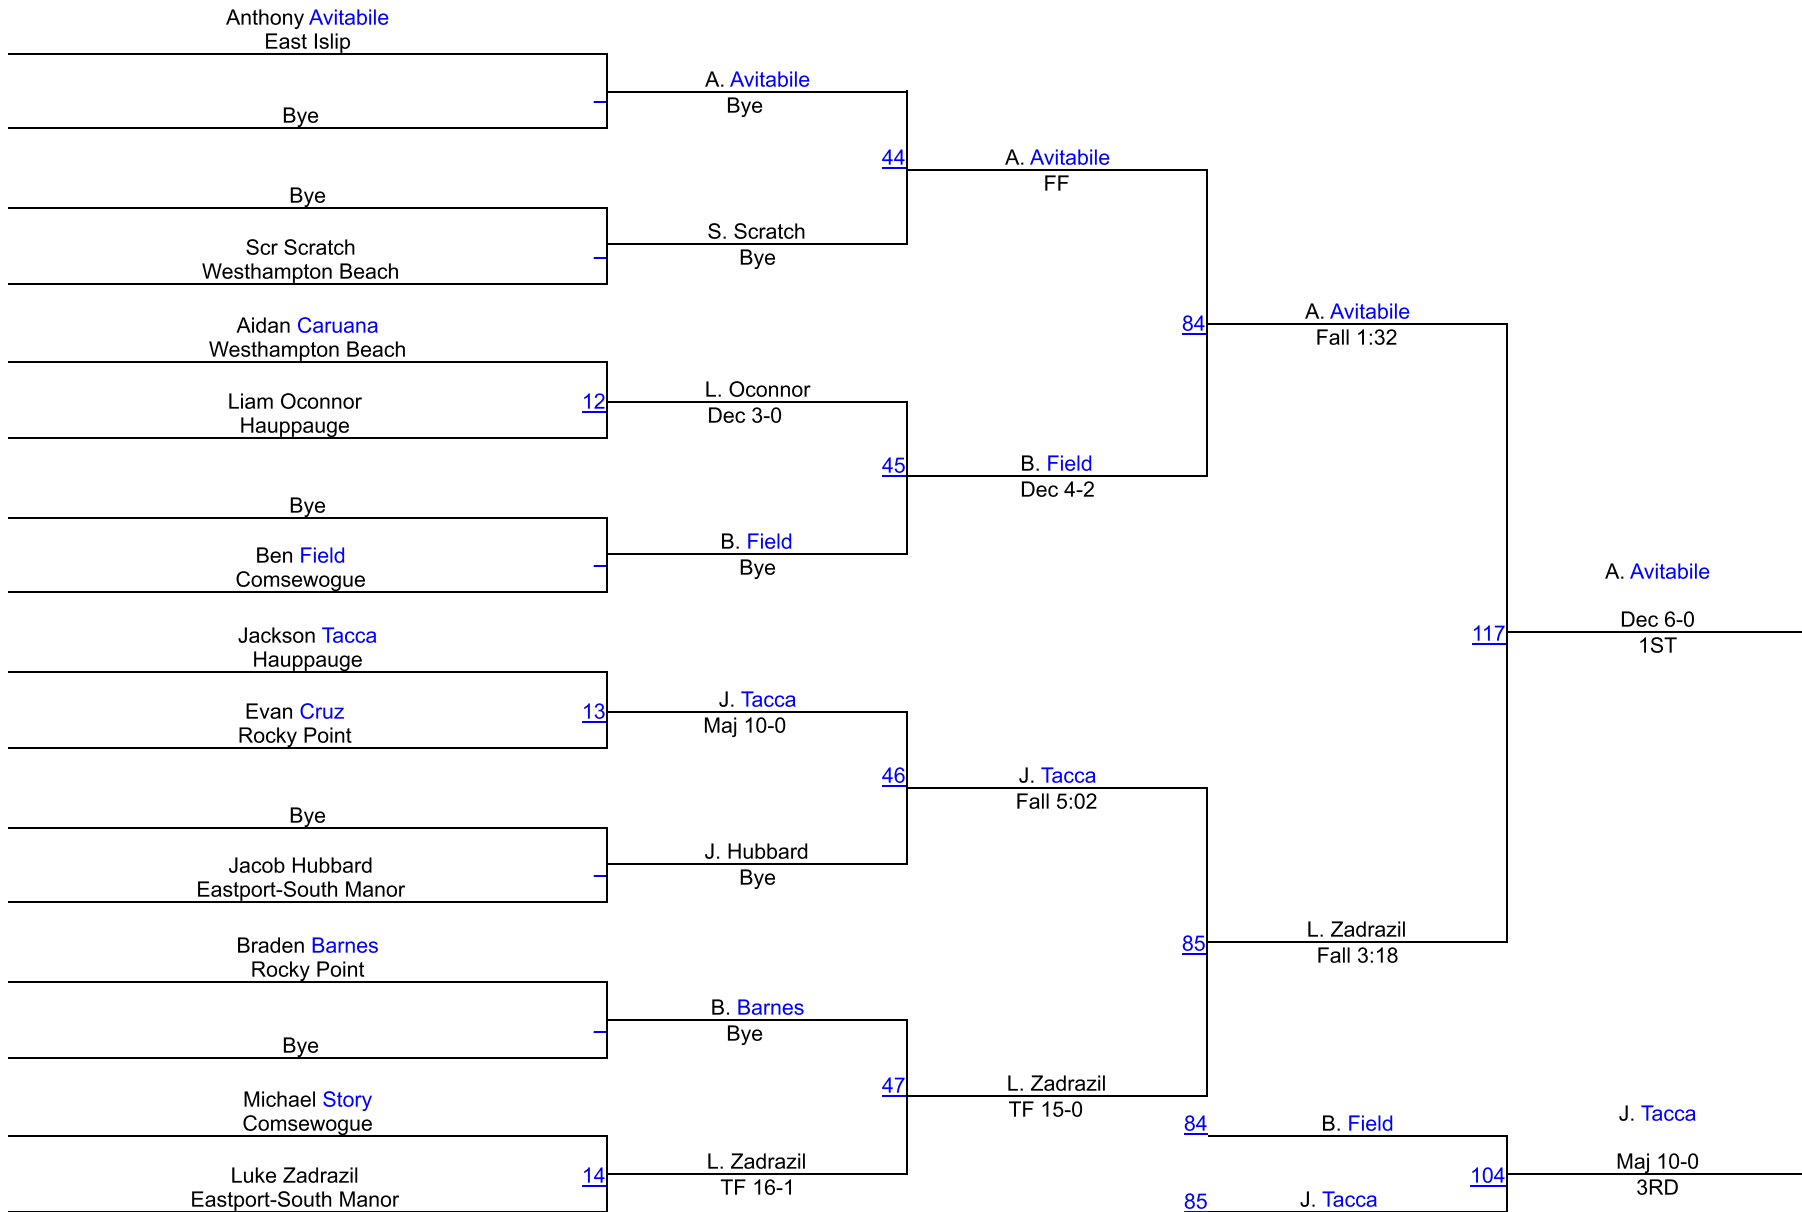 Anthony Avitabile
East Islip
Bye
Bye
Scr Scratch
Westhampton Beach
Aidan Caruana
Westhampton Beach
Liam Oconnor
Hauppauge
12
Bye
Ben Field
Comsewogue
Jackson Tacca
Hauppauge
Evan Cruz
Rocky Point
13
Bye
Jacob Hubbard
Eastport-South Manor
Braden Barnes
Rocky Point
Bye
Michael Story
Comsewogue
Luke Zadrazil
Eastport-South Manor
14
A. Avitabile
Bye
44
S. Scratch
Bye
L. Oconnor
Dec 3-0
45
B. Field
Bye
J. Tacca
Maj 10-0
46
J. Hubbard
Bye
B. Barnes
Bye
47
L. Zadrazil
TF 16-1
A. Avitabile
FF
84
B. Field
Dec 4-2
J. Tacca
Fall 5:02
85
L. Zadrazil
TF 15-0
A. Avitabile
Fall 1:32
117
L. Zadrazil
Fall 3:18
A. Avitabile
Dec 6-0
1ST
84
B. Field
104
85
J. Tacca
J. Tacca
Maj 10-0
3RD